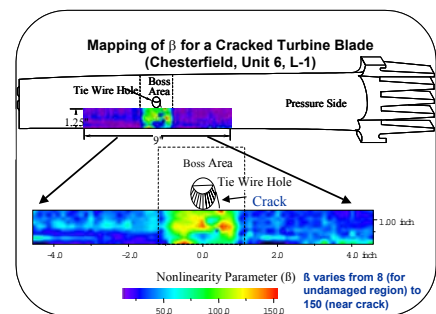 Mapping of β for a Cracked Turbine Blade
(Chesterfield, Unit 6, L-1)
Boss
Area
Tie Wire Hole
Pressure Side
1.25
9"
Boss Area
Tie Wire Hole
Crack
1.00 inch
-4.0
-2.0
0.0
2.0
4.0 inch
Nonlinearity Parameter (β)
50.0
100.0
150.0
ß varies from 8 (for
undamaged region) to
150 (near crack)